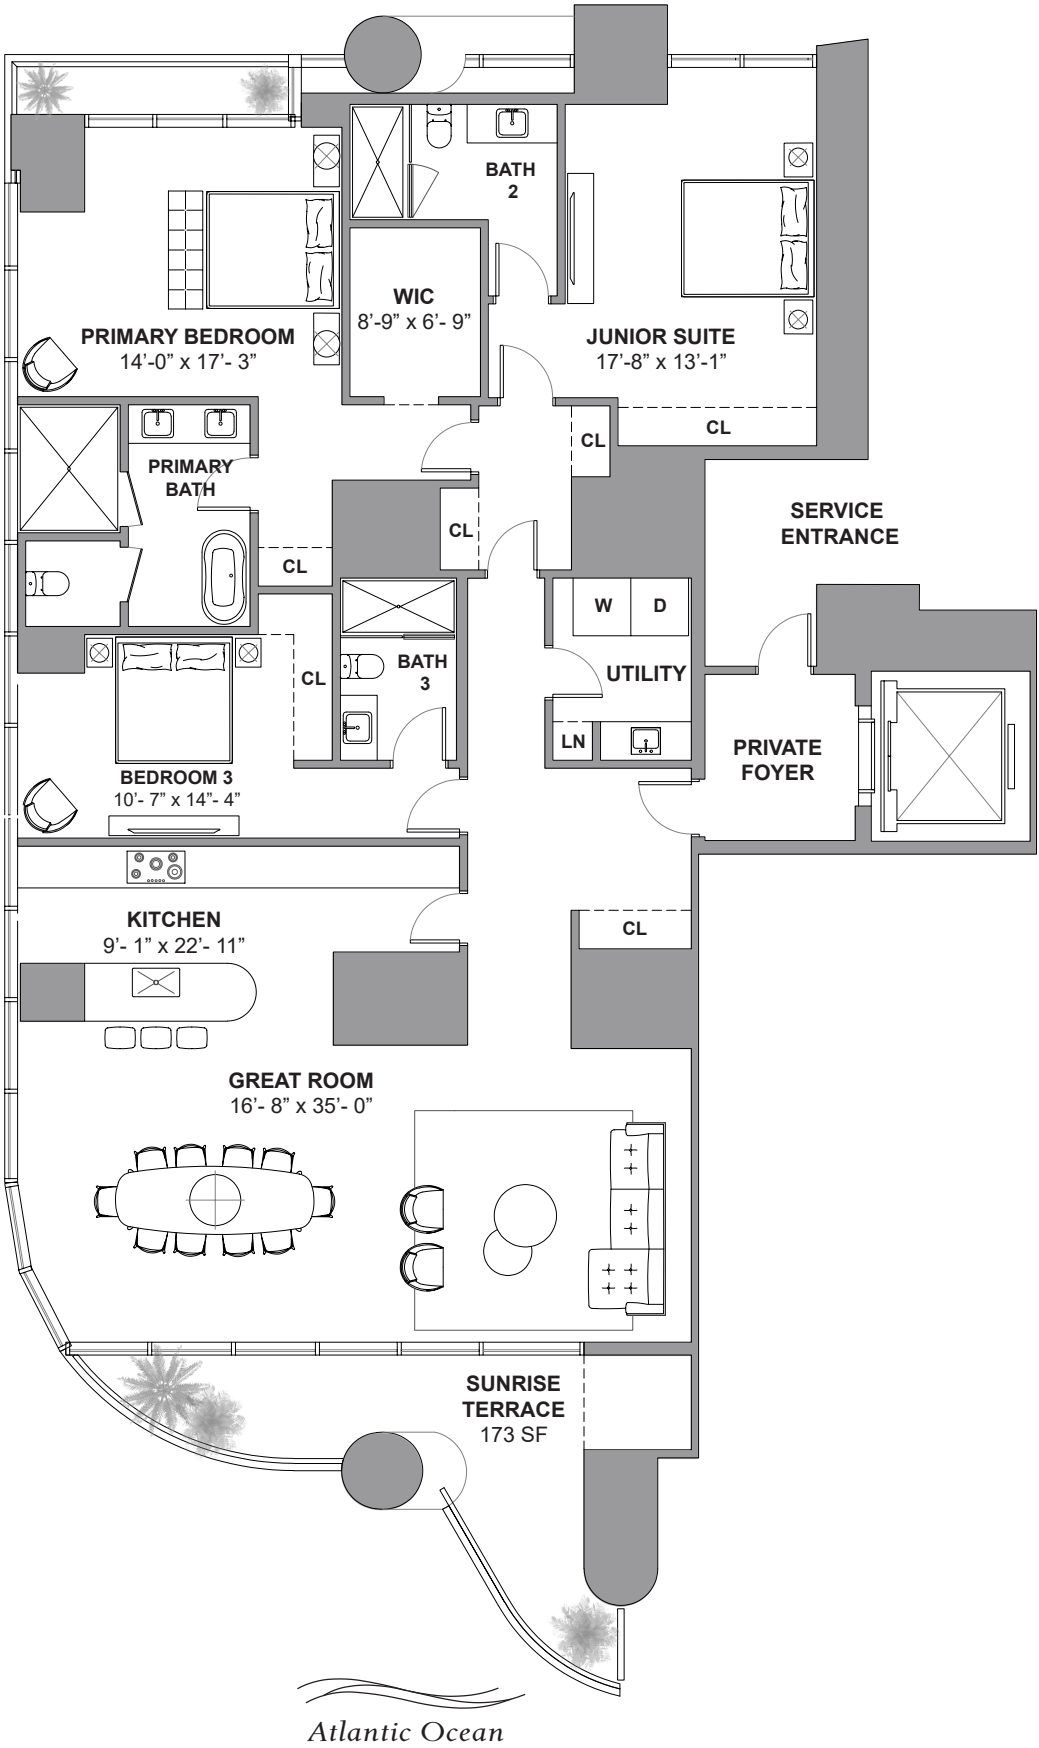 BATH
2
WIC
8’-9” x 6’- 9”
PRIMARY BEDROOM
14’-0” x 17’- 3”
JUNIOR SUITE
17’-8” x 13’-1”
CL
CL
PRIMARY
BATH
SERVICE
ENTRANCE
CL
CL
W D
BATH
3
UTILITY
CL
LN
PRIVATE
FOYER
BEDROOM 3
10’- 7” x 14”- 4”
KITCHEN
9’- 1” x 22’- 11”
CL
GREAT ROOM
16’- 8” x 35’- 0”
SUNRISE
TERRACE
173 SF
Atlantic Ocean